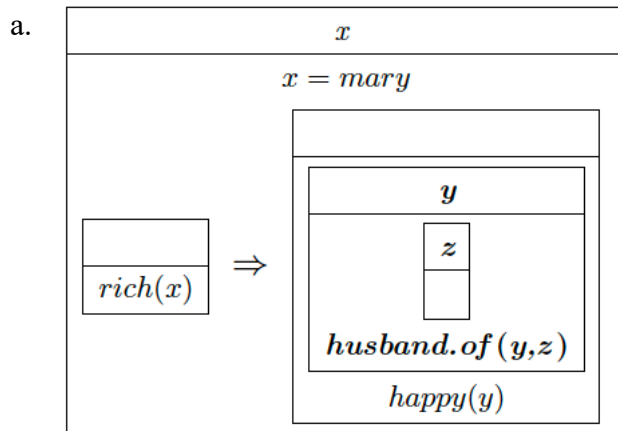 a.
x
x = mary
y
z
rich(x) ⇒
husband.of(y,z)
happy(y)